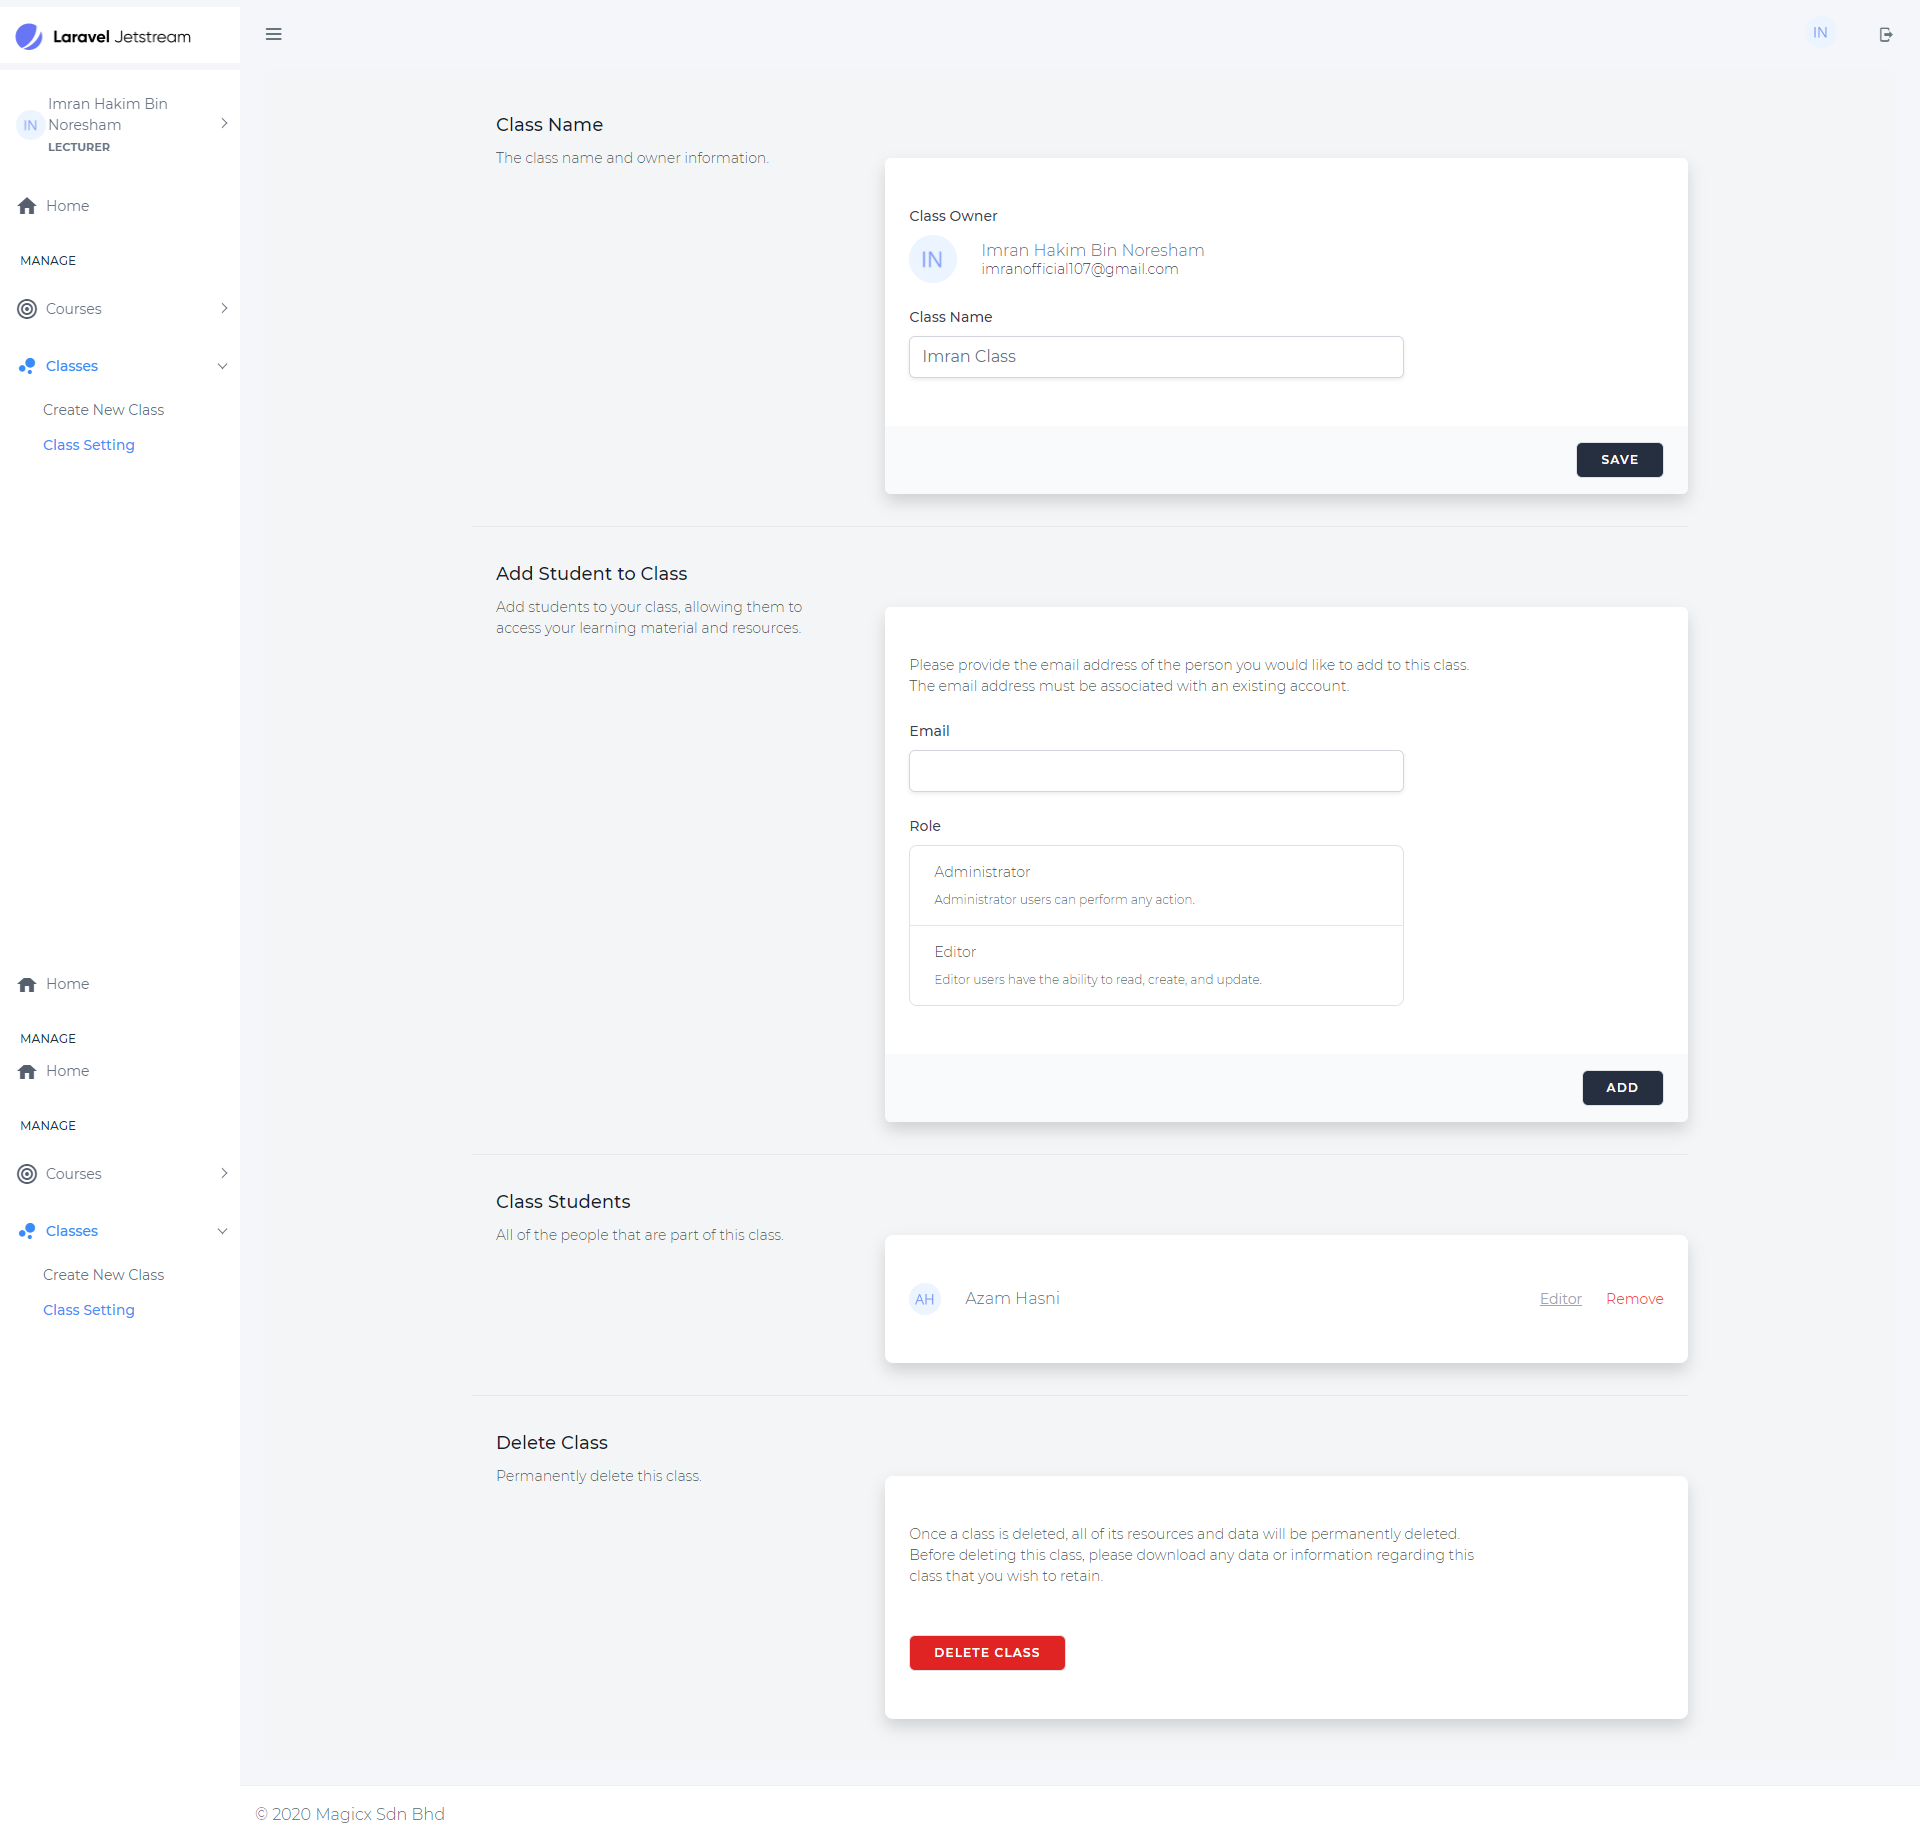 Laravel Jetstream
IN
Imran Hakim Bin
Noresham
IN
LECTURER
Home
MANAGE
Courses
Classes
Create New Class
Class Setting
Home
MANAGE
Home
MANAGE
Courses
Classes
Create New Class
Class Setting
Class Name
The class name and owner information.
Class Owner
IN
Imran Hakim Bin Noresham
imranofficial107@gmail.com
Class Name
Imran Class
SAVE
Add Student to Class
Add students to your class, allowing them to
access your learning material and resources.
Please provide the email address of the person you would like to add to this class.
The email address must be associated with an existing account.
Email
Role
Administrator
Administrator users can perform any action.
Editor
Editor users have the ability to read, create, and update.
ADD
Class Students
All of the people that are part of this class.
AH
Azam Hasni
Editor
Remove
Delete Class
Permanently delete this class.
Once a class is deleted, all of its resources and data will be permanently deleted.
Before deleting this class, please download any data or information regarding this
class that you wish to retain.
DELETE CLASS
© 2020 Magicx Sdn Bhd